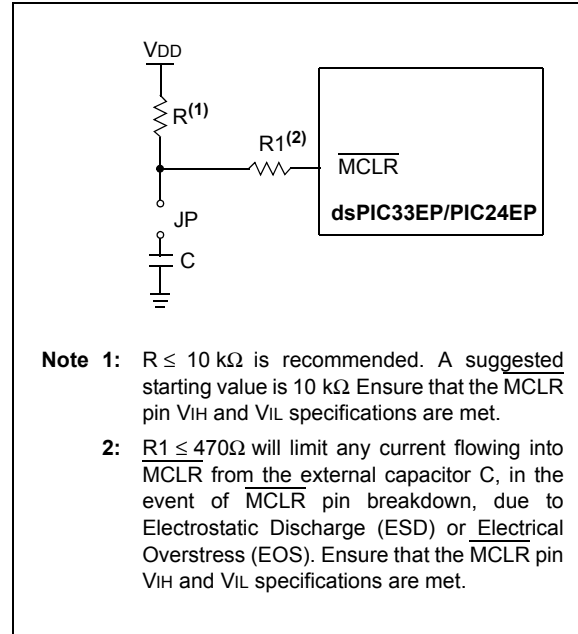 VDD
R(1)
R1(2)
MCLR
JP
dsPIC33EP/PIC24EP
C
Note 1: R ≤ 10 kΩ is recommended. A suggested
starting value is 10 kΩ Ensure that the MCLR
pin VIH and VIL specifications are met.
2: R1 ≤ 470Ω will limit any current flowing into
MCLR from the external capacitor C, in the
event of MCLR pin breakdown, due to
Electrostatic Discharge (ESD) or Electrical
Overstress (EOS). Ensure that the MCLR pin
VIH and VIL specifications are met.